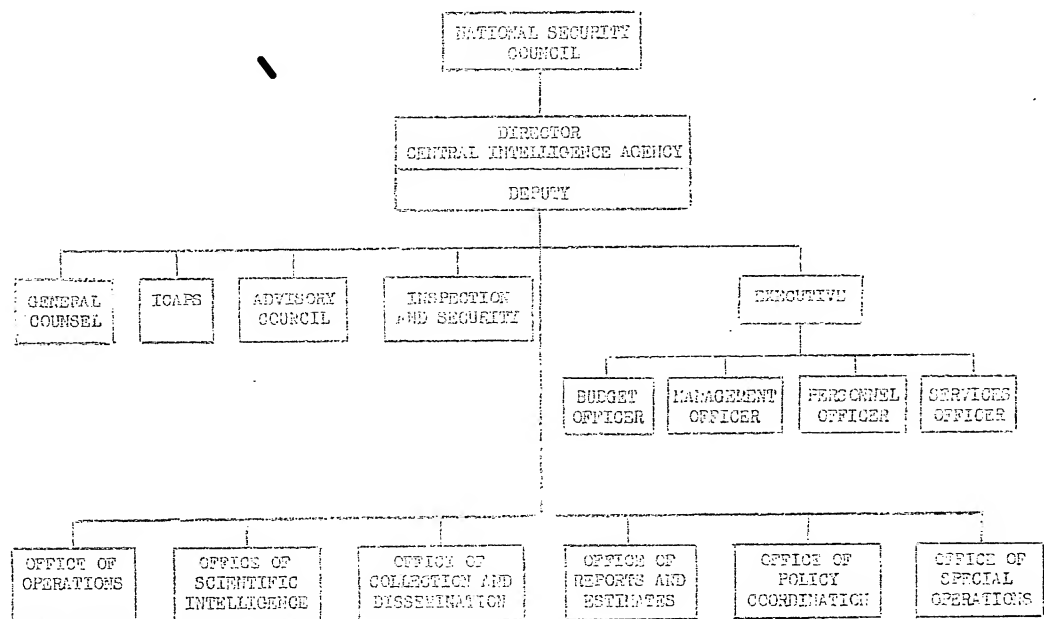 NATIONAL SECURITY
COUNCIL
DIRECTOR
CENTRAL INTELLIGENCE AGENCY
DEPUTY
GENERAL
COUNSEL
ICAPS
ADVISORY
COUNCIL
INSPECTION
AND SECURITY
EXECUTIVE
BUDGET
OFFICER
MANAGEMENT
OFFICER
PERSONNEL
OFFICER
SERVICES
OFFICER
OFFICE OF
OPERATIONS
OFFICE OF
SCIENTIFIC
INTELLIGENCE
OFFICE OF
COLLECTION AND
DISSEMINATION
OFFICE OF
REPORTS AND
ESTIMATES
OFFICE OF
POLICY
COORDINATION
OFFICE OF
SPECIAL
OPERATIONS